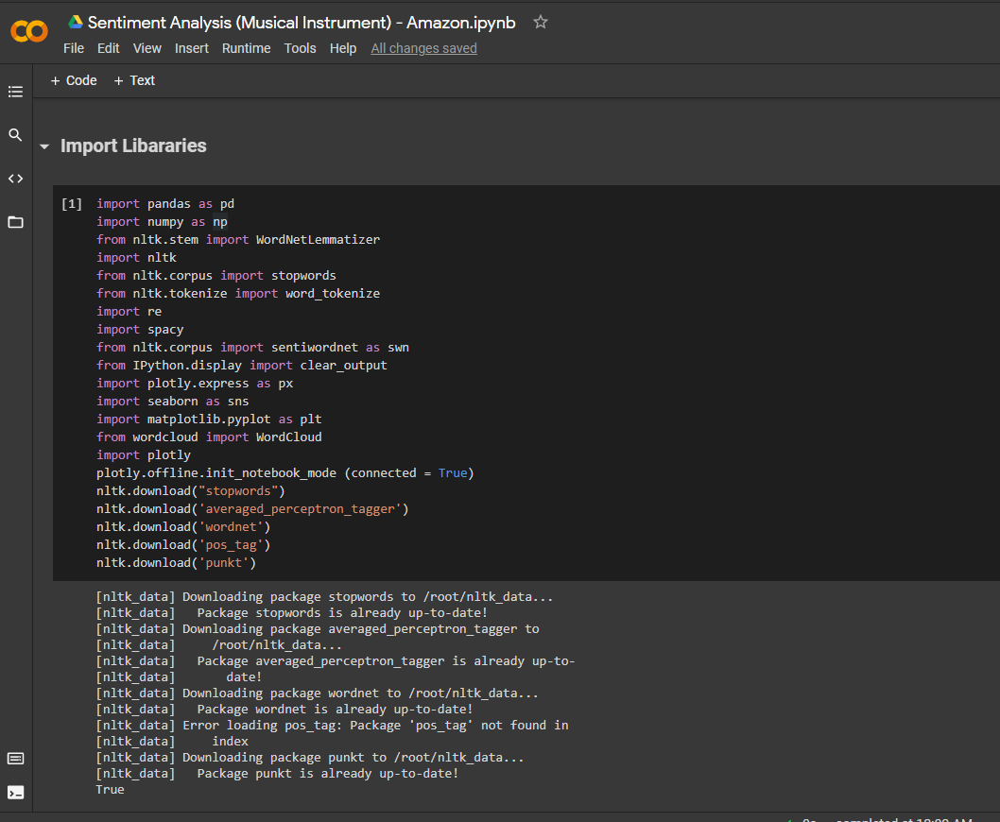 Sentiment Analysis (Musical Instrument) - Amazon.ipynb
File Edit View Insert Runtime Tools Help All changes saved
+ Code + Text
Import Libararies
[1] import pandas as pd
import numpy as np
from nltk.stem import WordNetLemmatizer
import nltk
from nltk.corpus import stopwords
from nltk.tokenize import word_tokenize
import re
import spacy
from nltk.corpus import sentiwordnet as swn
from IPython.display import clear_output
import plotly.express as px
import seaborn as sns
import matplotlib.pyplot as plt
from wordcloud import WordCloud
import plotly
plotly.offline.init_notebook_mode (connected = True)
nltk.download("stopwords")
nltk.download('averaged_perceptron_tagger')
nltk.download('wordnet')
nltk.download('pos_tag')
nltk.download('punkt')
[nltk_data] Downloading package stopwords to /root/nltk_data...
[nltk_data]   Package stopwords is already up-to-date!
[nltk_data] Downloading package averaged_perceptron_tagger to
[nltk_data]     /root/nltk_data...
[nltk_data]   Package averaged_perceptron_tagger is already up-to-
[nltk_data]       date!
[nltk_data] Downloading package wordnet to /root/nltk_data...
[nltk_data]   Package wordnet is already up-to-date!
[nltk_data] Error loading pos_tag: Package 'pos_tag' not found in
[nltk_data]     index
[nltk_data] Downloading package punkt to /root/nltk_data...
[nltk_data]   Package punkt is already up-to-date!
True
completed at